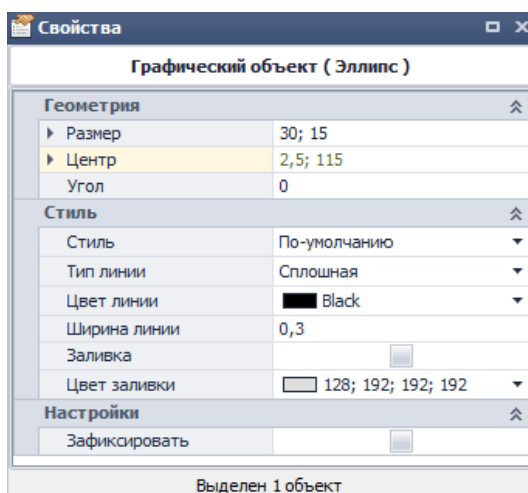 Свойства
Графический объект ( Эллипс )
Геометрия
Размер 30; 15
Центр 2,5; 115
Угол 0
Стиль
Стиль По-умолчанию
Тип линии Сплошная
Цвет линии Black
Ширина линии 0,3
Заливка
Цвет заливки 128; 192; 192; 192
Настройки
Зафиксировать
Выделен 1 объект